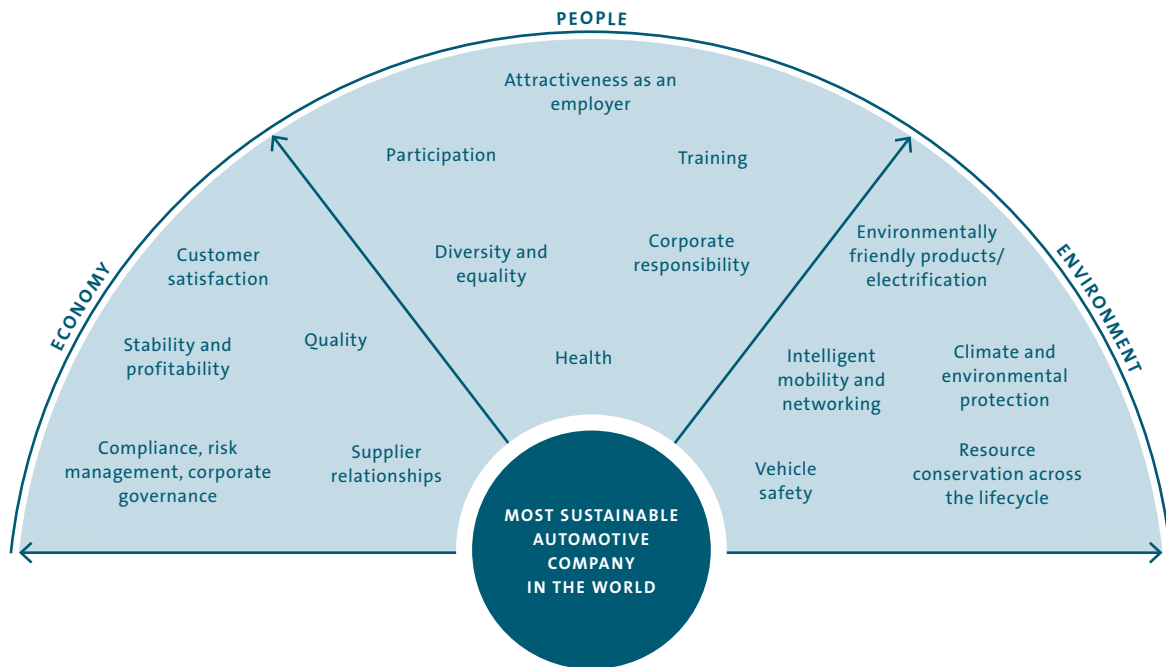 PEOPLE
Attractiveness as an
employer
Participation
Training
Diversity and
equality
Corporate
responsibility
Health
ECONOMY
Customer
satisfaction
Stability and
profitability
Quality
Compliance, risk
management, corporate
governance
Supplier
relationships
ENVIRONMENT
Environmentally
friendly products/
electrification
Intelligent
mobility and
networking
Climate and
environmental
protection
Vehicle
safety
Resource
conservation across
the lifecycle
MOST SUSTAINABLE
AUTOMOTIVE
COMPANY
IN THE WORLD